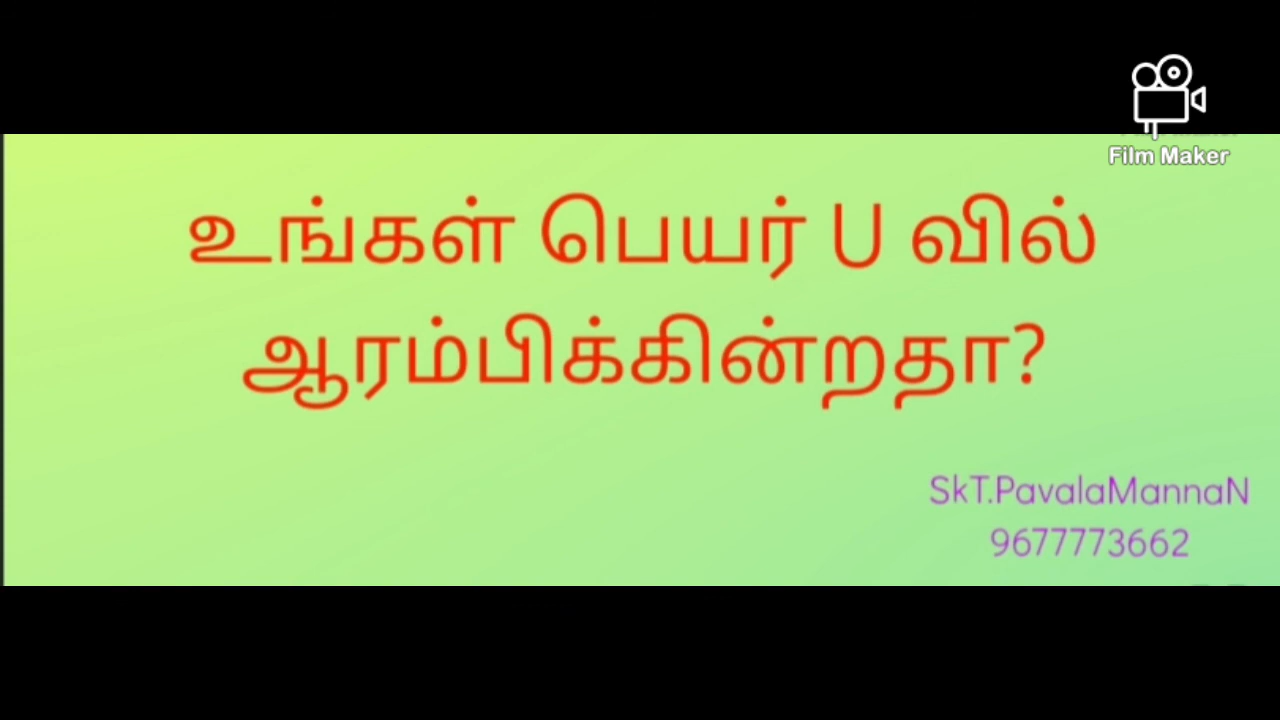 Film Maker
உங்கள் பெயர் U வில்
ஆரம்பிக்கின்றதா?
SkT.PavalaMannaN
9677773662